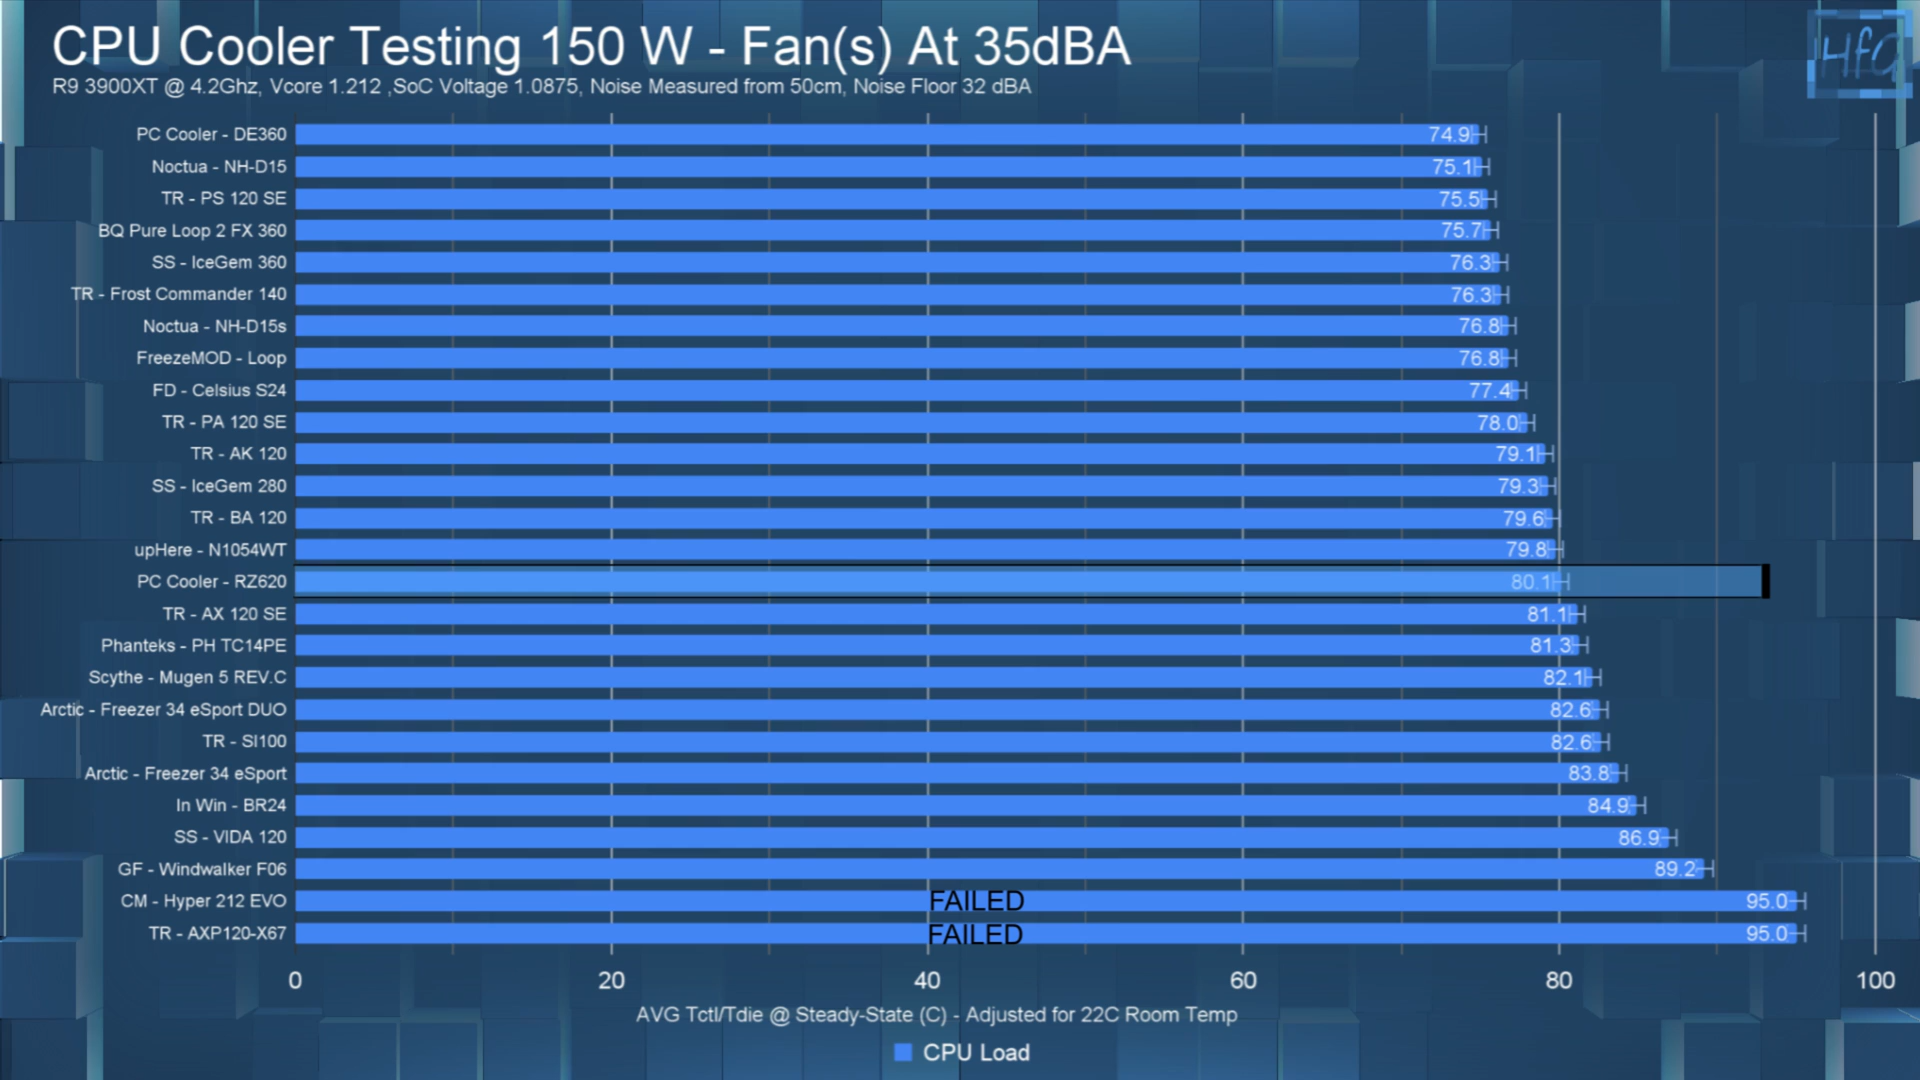 CPU Cooler Testing 150 W - Fan(s) At 35dBA
HfG
R9 3900XT @ 4.2Ghz, Vcore 1.212 ,SoC Voltage 1.0875, Noise Measured from 50cm, Noise Floor 32 dBA
PC Cooler - DE360 74.9
Noctua - NH-D15 75.1
TR - PS 120 SE 75.5
BQ Pure Loop 2 FX 360 75.7
SS - IceGem 360 76.3
TR - Frost Commander 140 76.3
Noctua - NH-D15s 76.8
FreezeMOD - Loop 76.8
FD - Celsius S24 77.4
TR - PA 120 SE 78.0
TR - AK 120 79.1
SS - IceGem 280 79.3
TR - BA 120 79.6
upHere - N1054WT 79.8
PC Cooler - RZ620 80.1
TR - AX 120 SE 81.1
Phanteks - PH TC14PE 81.3
Scythe - Mugen 5 REV.C 82.1
Arctic - Freezer 34 eSport DUO 82.6
TR - SI100 82.6
Arctic - Freezer 34 eSport 83.8
In Win - BR24 84.9
SS - VIDA 120 86.9
GF - Windwalker F06 89.2
CM - Hyper 212 EVO FAILED 95.0
TR - AXP120-X67 FAILED 95.0
0 20 40 60 80 100
AVG Tctl/Tdie @ Steady-State (C) - Adjusted for 22C Room Temp
CPU Load